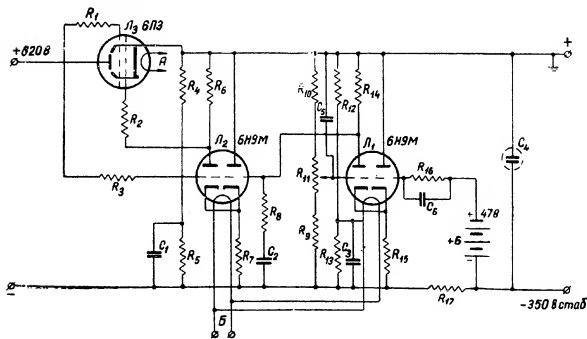 R1
Л3 6П3
+620в
A
R2
R4
R6
R10
C5
R12
R14
+
Л2
6Н9М
Л1
6Н9М
C4
R3
R8
R11
R16
C6
47в
+Б
C1
R5
R7
C2
R9
R13
C3
R15
–
R17
Б
-350 в стаб